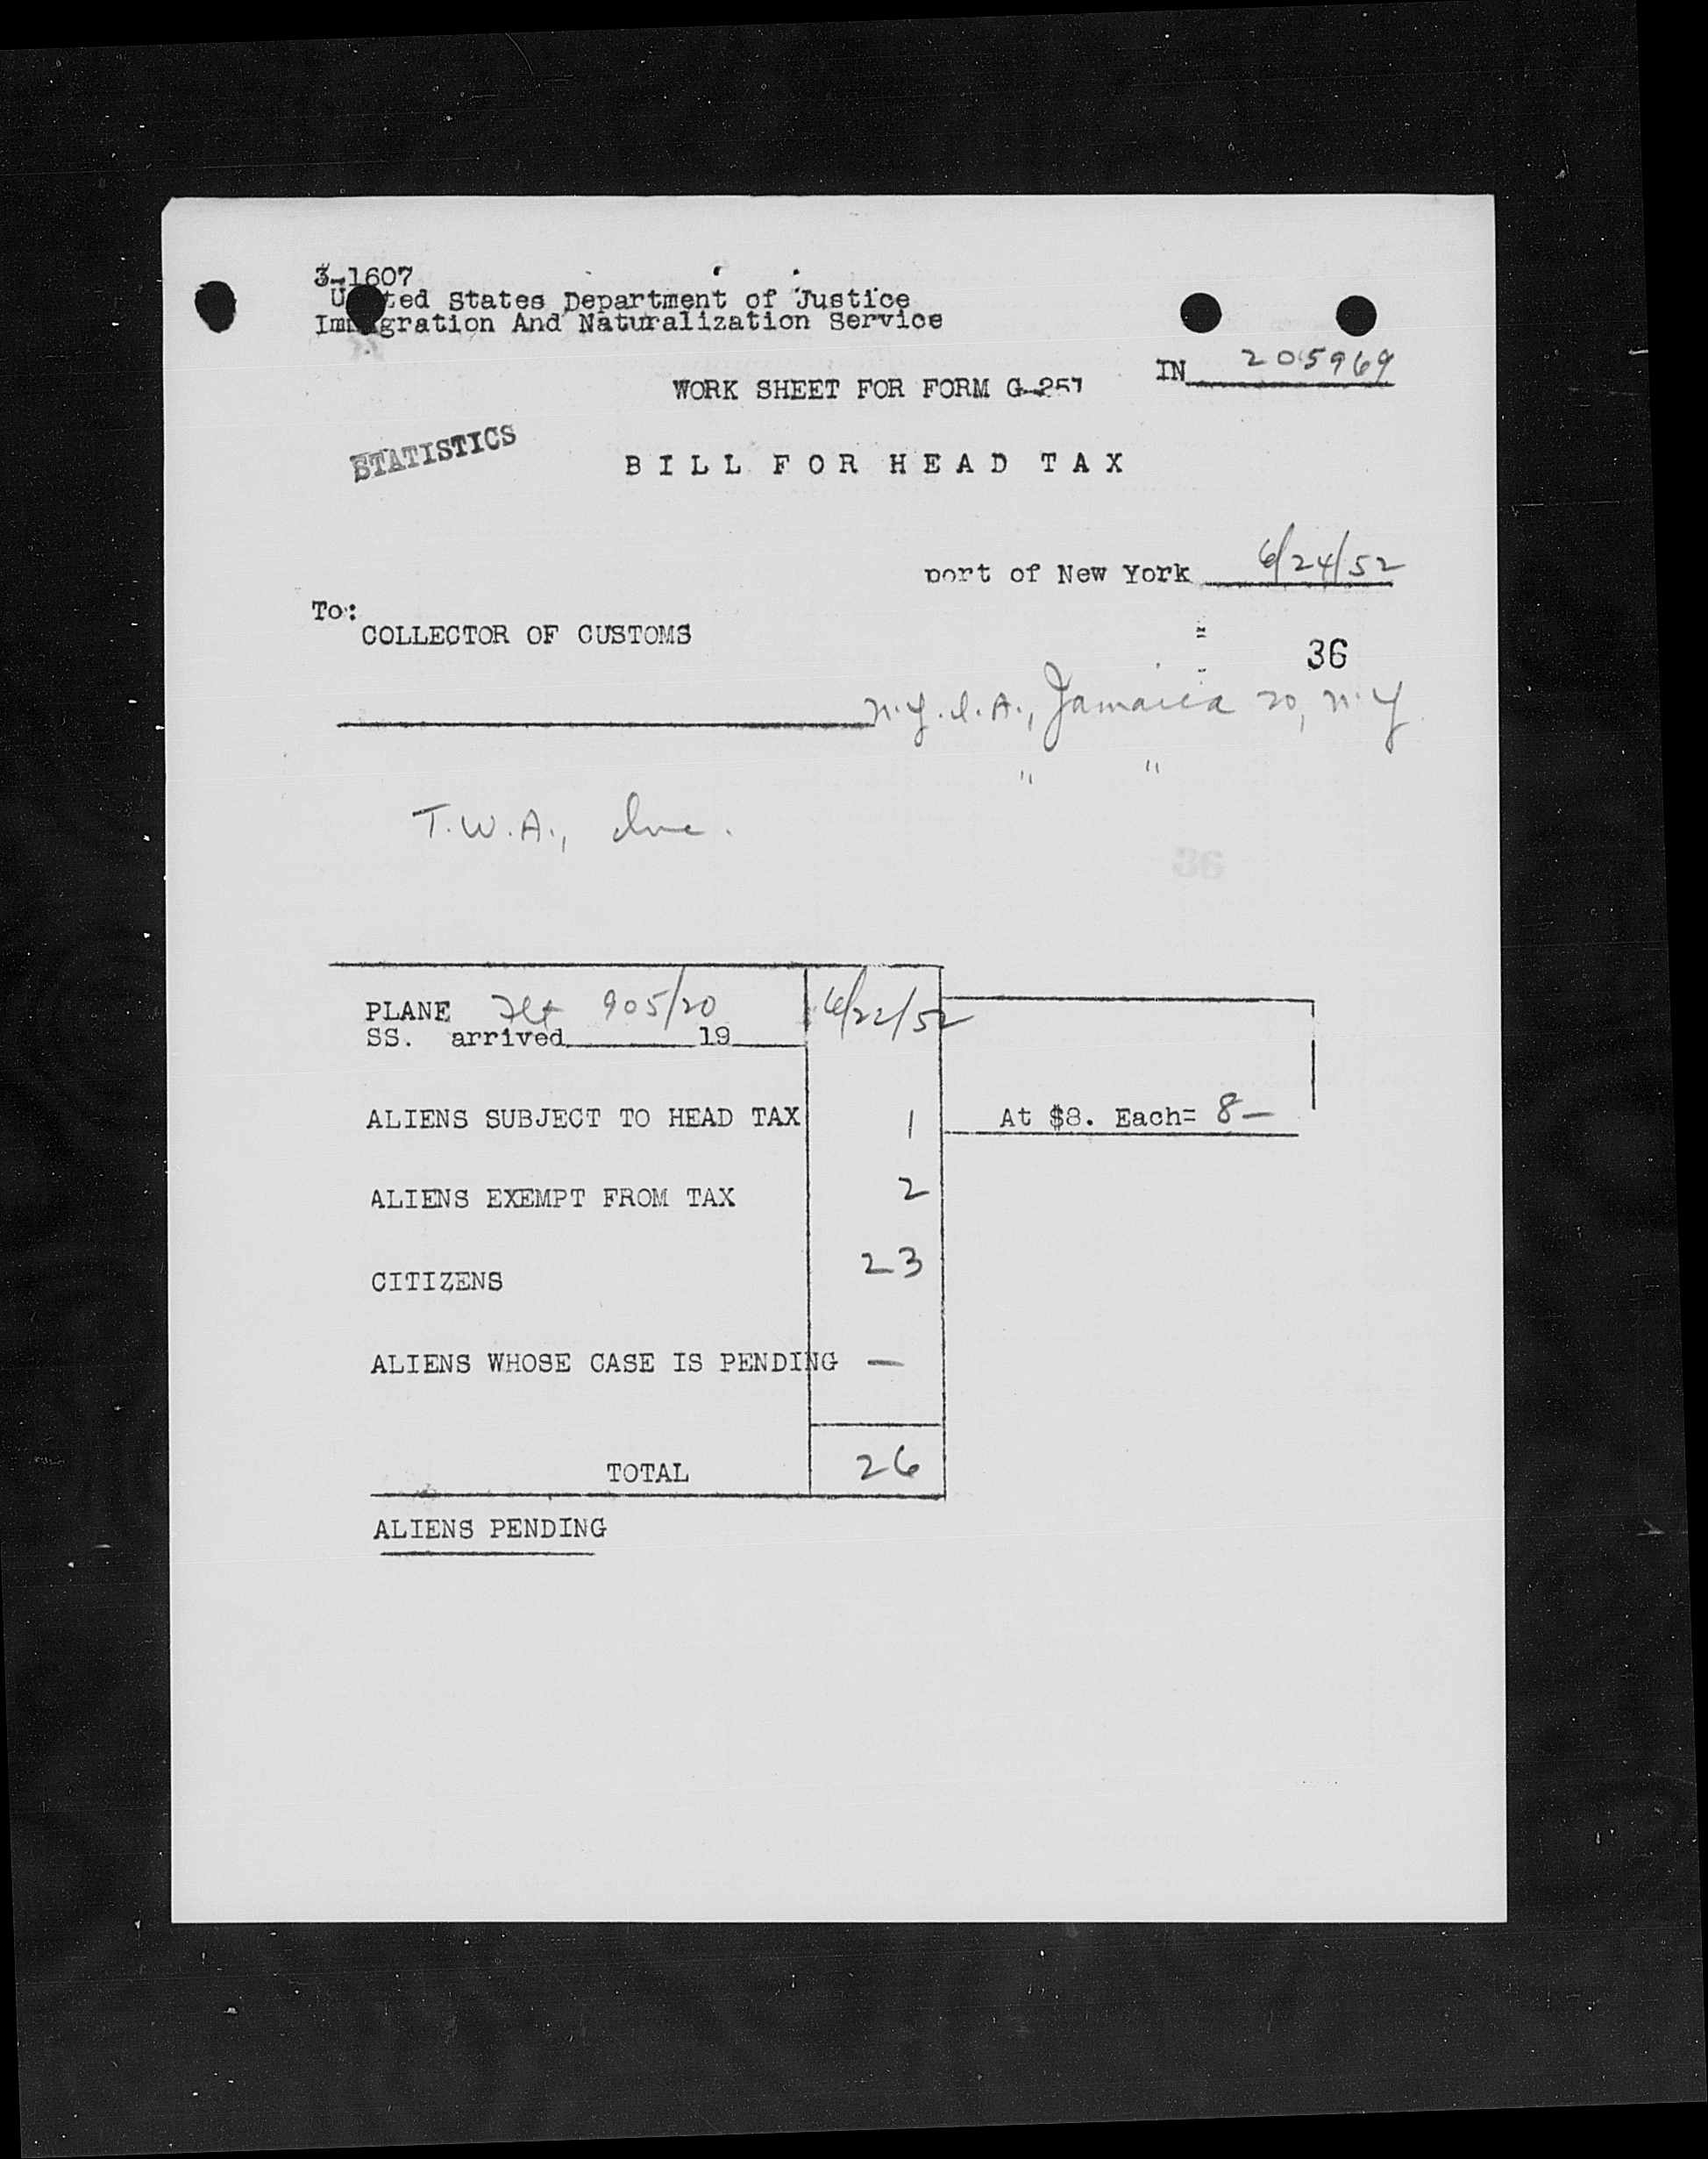 3-1607
United States Department of Justice
Immigration And Naturalization Service
IN 205969
WORK SHEET FOR FORM G-257
STATISTICS
BILL FOR HEAD TAX
port of New York 6/24/52
To:
COLLECTOR OF CUSTOMS
36
N.Y.I.A., Jamaica 20, N.Y.
" "
T.W.A., Inc.
PLANE Flt 905/20 6/22/52
SS. arrived 19
ALIENS SUBJECT TO HEAD TAX 1 At $8. Each= 8—
ALIENS EXEMPT FROM TAX 2
CITIZENS 23
ALIENS WHOSE CASE IS PENDING —
TOTAL 26
ALIENS PENDING